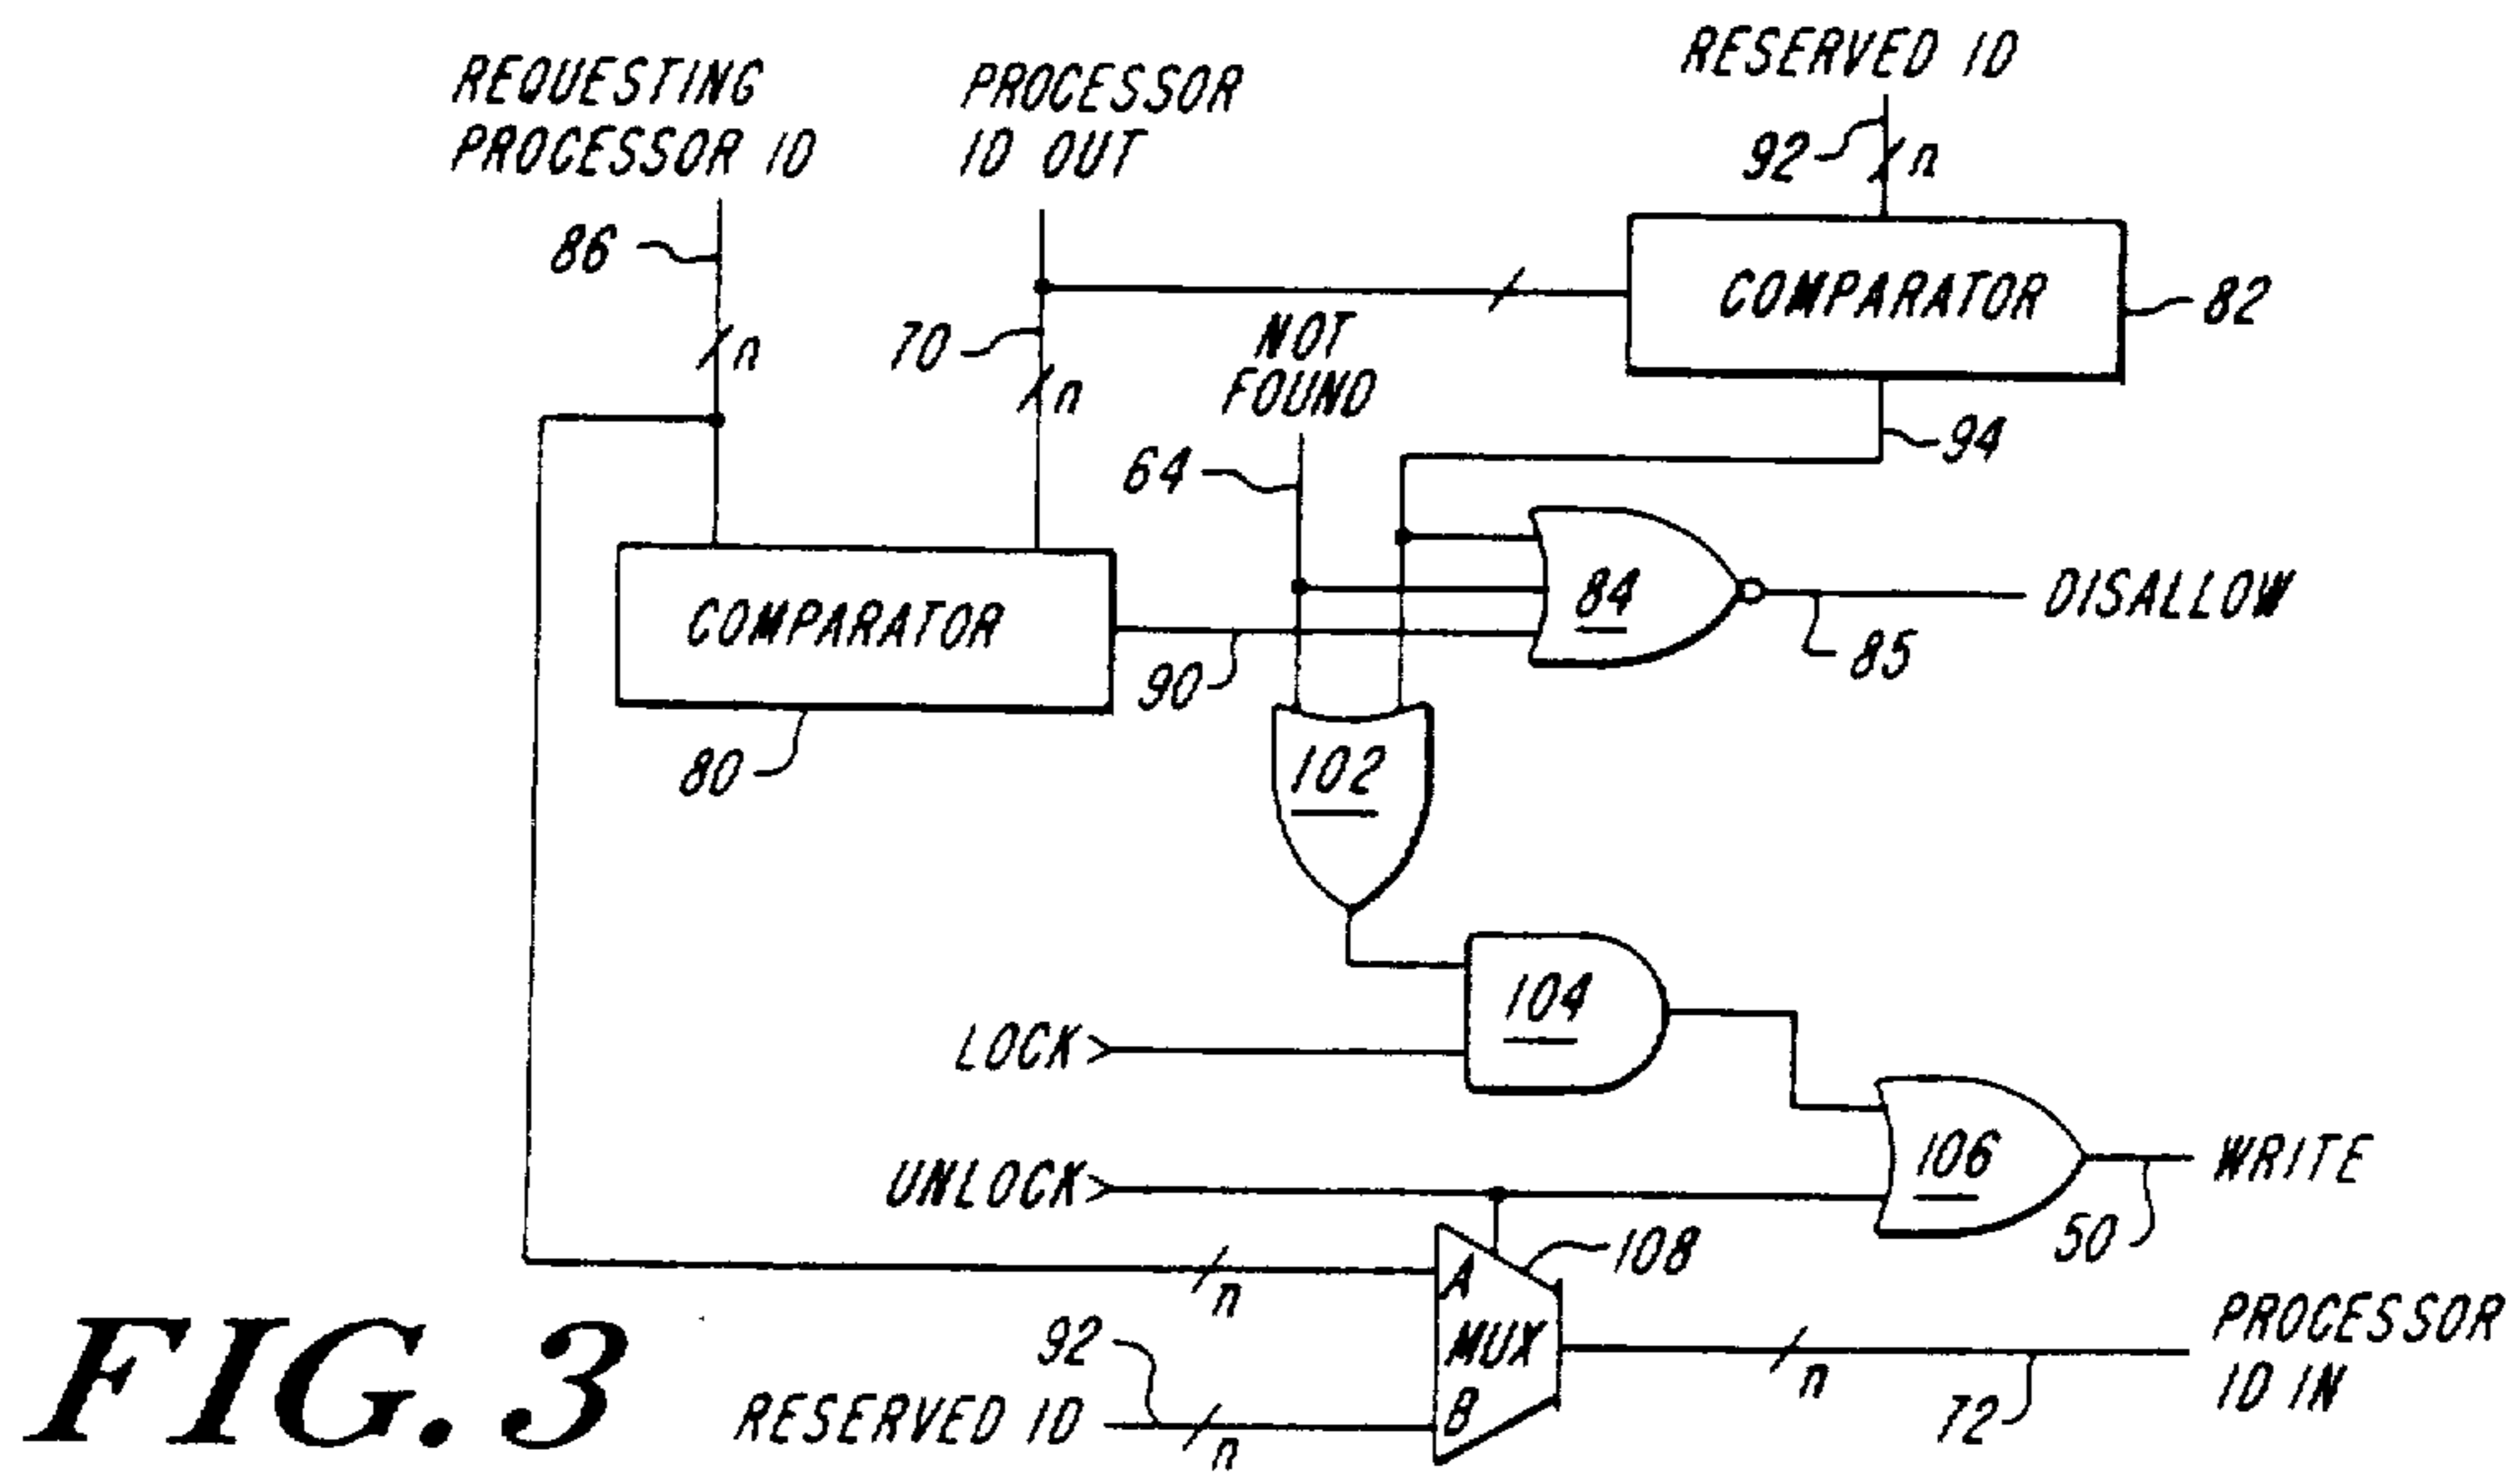 REQUESTING
PROCESSOR ID
PROCESSOR
ID OUT
RESERVED ID
92
n
86
n
70
n
COMPARATOR
82
NOT
FOUND
64
94
COMPARATOR
80
90
84
DISALLOW
85
102
104
LOCK
UNLOCK
106
WRITE
50
108
n
A
MUX
B
92
RESERVED ID
n
n
PROCESSOR
ID IN
72
FIG. 3